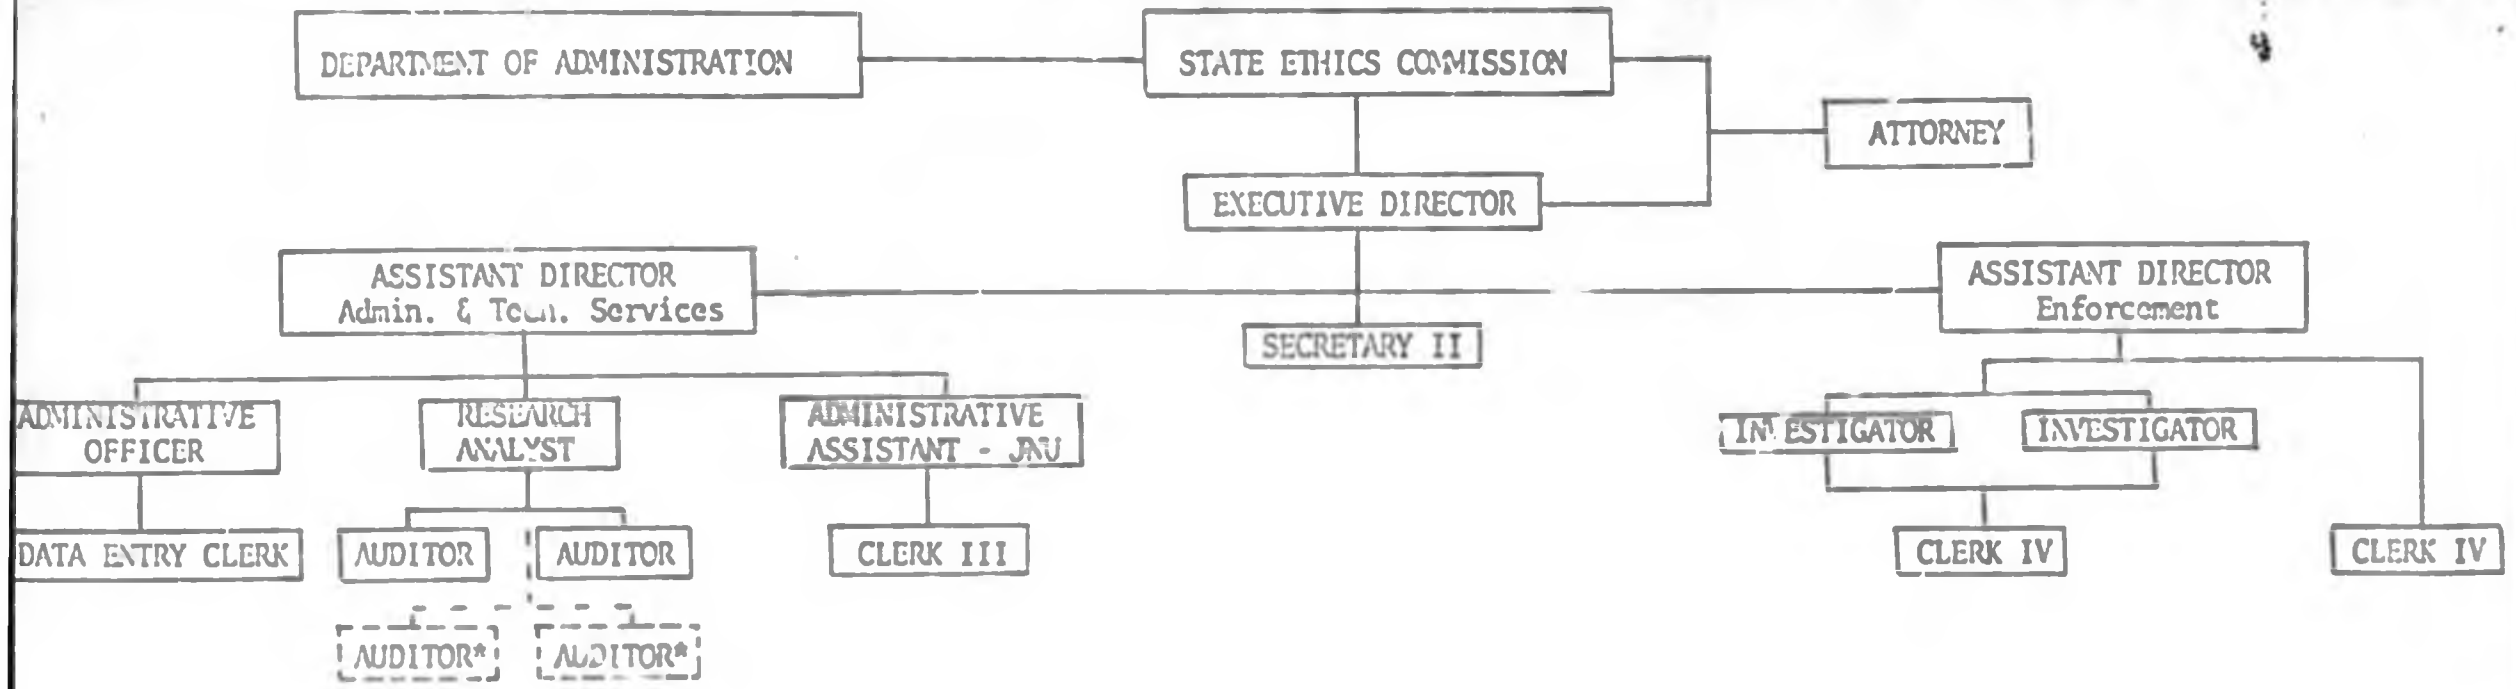 DEPARTMENT OF ADMINISTRATION
STATE ETHICS COMMISSION
ATTORNEY
EXECUTIVE DIRECTOR
ASSISTANT DIRECTOR
Admin. & Tech. Services
ASSISTANT DIRECTOR
Enforcement
SECRETARY II
ADMINISTRATIVE
OFFICER
RESEARCH
ANALYST
ADMINISTRATIVE
ASSISTANT - JNU
INVESTIGATOR
INVESTIGATOR
DATA ENTRY CLERK
AUDITOR
AUDITOR
CLERK III
CLERK IV
CLERK IV
AUDITOR*
AUDITOR*